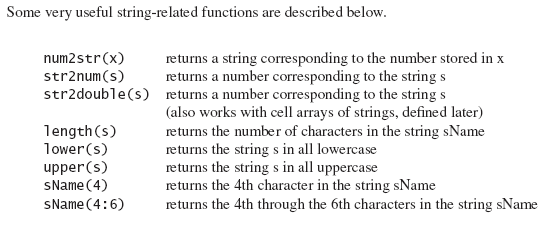 Some very useful string-related functions are described below.
num2str(x) returns a string corresponding to the number stored in x
str2num(s) returns a number corresponding to the string s
str2double(s) returns a number corresponding to the string s
(also works with cell arrays of strings, defined later)
length(s) returns the number of characters in the string sName
lower(s) returns the string s in all lowercase
upper(s) returns the string s in all uppercase
sName(4) returns the 4th character in the string sName
sName(4:6) returns the 4th through the 6th characters in the string sName